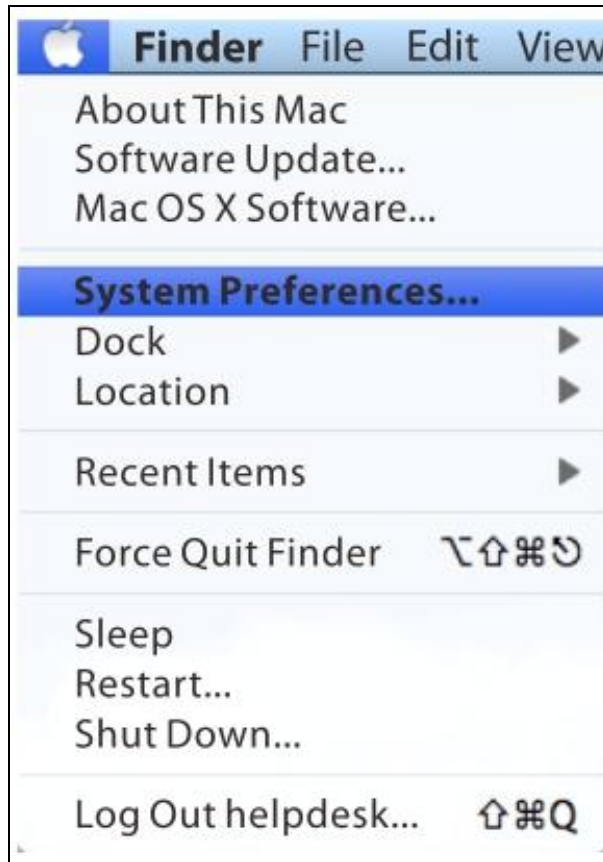 Finder File Edit View
About This Mac
Software Update...
Mac OS X Software...
System Preferences...
Dock
Location
Recent Items
Force Quit Finder ⌥⇧⌘⎋
Sleep
Restart...
Shut Down...
Log Out helpdesk... ⇧⌘Q